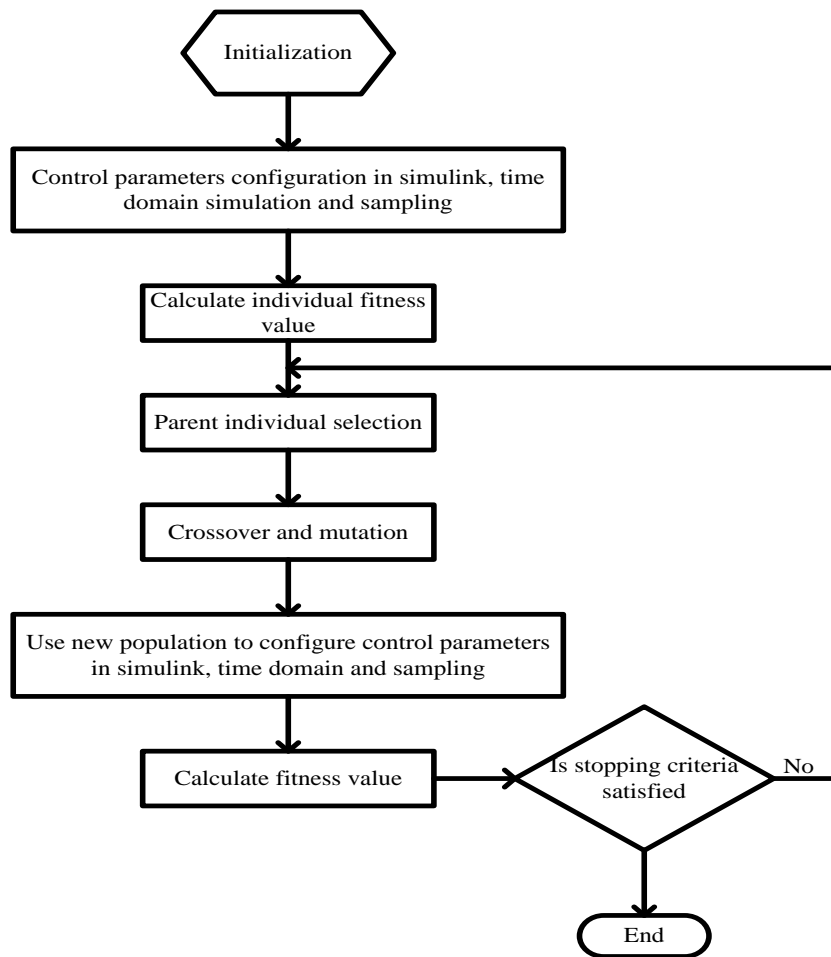 Initialization
Control parameters configuration in simulink, time
domain simulation and sampling
Calculate individual fitness
value
Parent individual selection
Crossover and mutation
Use new population to configure control parameters
in simulink, time domain and sampling
Calculate fitness value
Is stopping criteria
satisfied
No
End